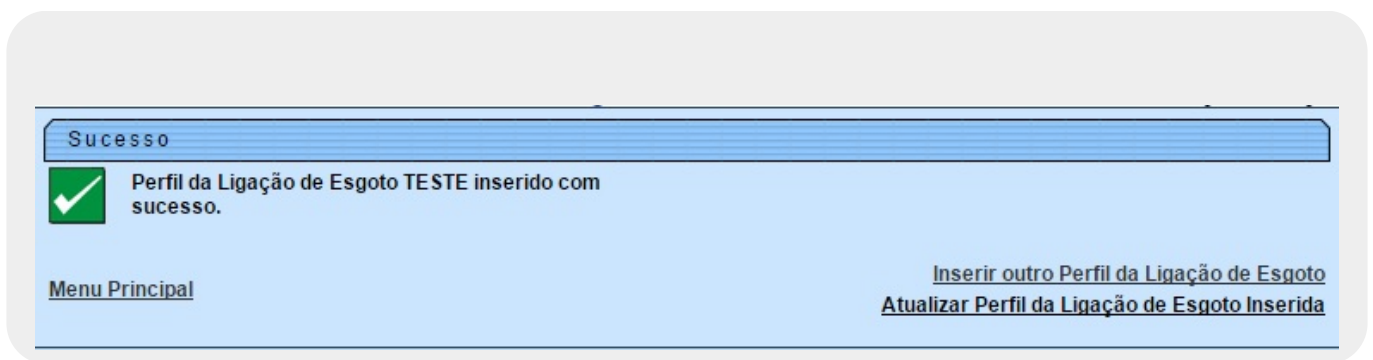 Sucesso
Perfil da Ligação de Esgoto TESTE inserido com
sucesso.
Menu Principal
Inserir outro Perfil da Ligação de Esgoto
Atualizar Perfil da Ligação de Esgoto Inserida